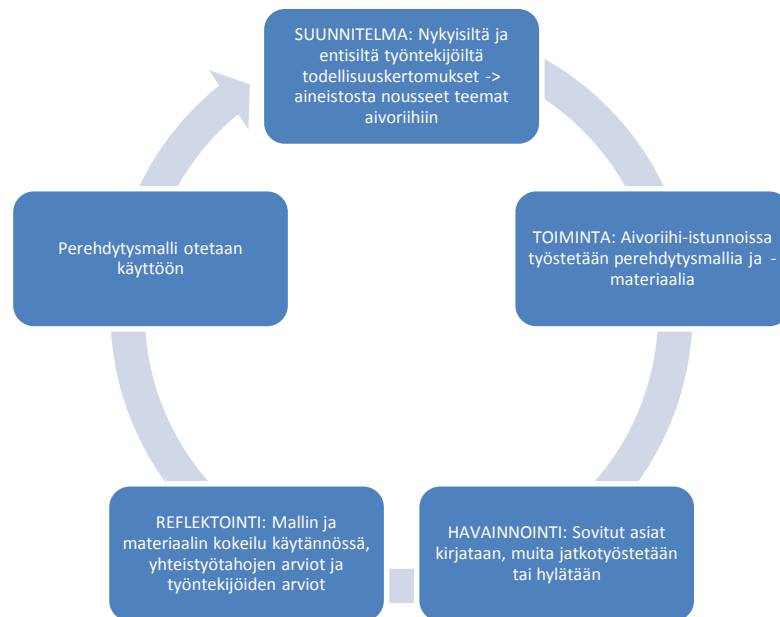 SUUNNITELMA: Nykyisiltä ja
entisiltä työntekijöiltä
todellisuuskertomukset ->
aineistosta nousseet teemat
aivoriihiin
TOIMINTA: Aivoriihi-istunnoissa
työstetään perehdytysmallia ja -
materiaalia
HAVAINNOINTI: Sovitut asiat
kirjataan, muita jatkotyöstetään
tai hylätään
REFLEKTOINTI: Mallin ja
materiaalin kokeilu käytännössä,
yhteistyötahojen arviot ja
työntekijöiden arviot
Perehdytysmalli otetaan
käyttöön